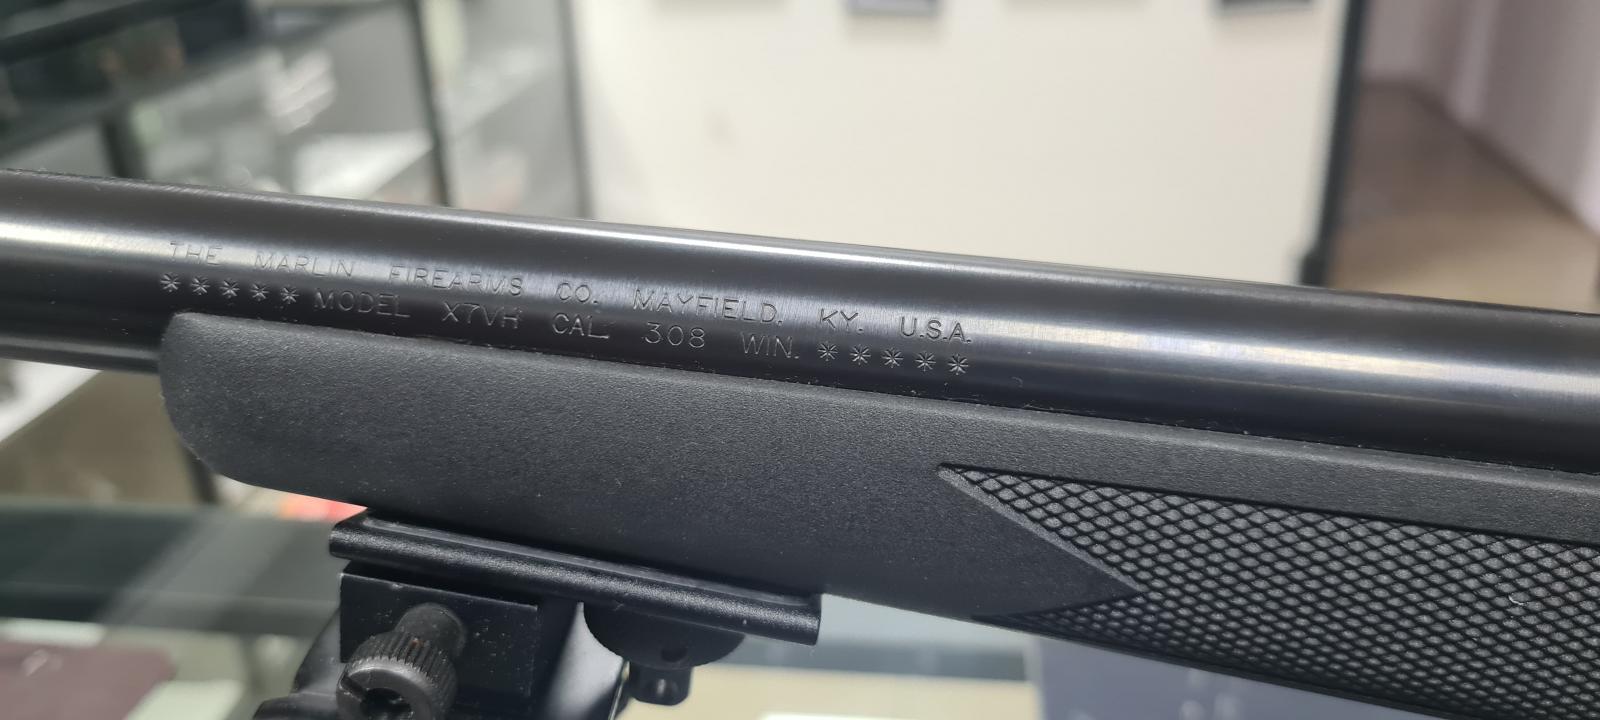 THE MARLIN FIREARMS CO. MAYFIELD. KY. U.S.A.
***** MODEL X7VH CAL. 308 WIN. *****